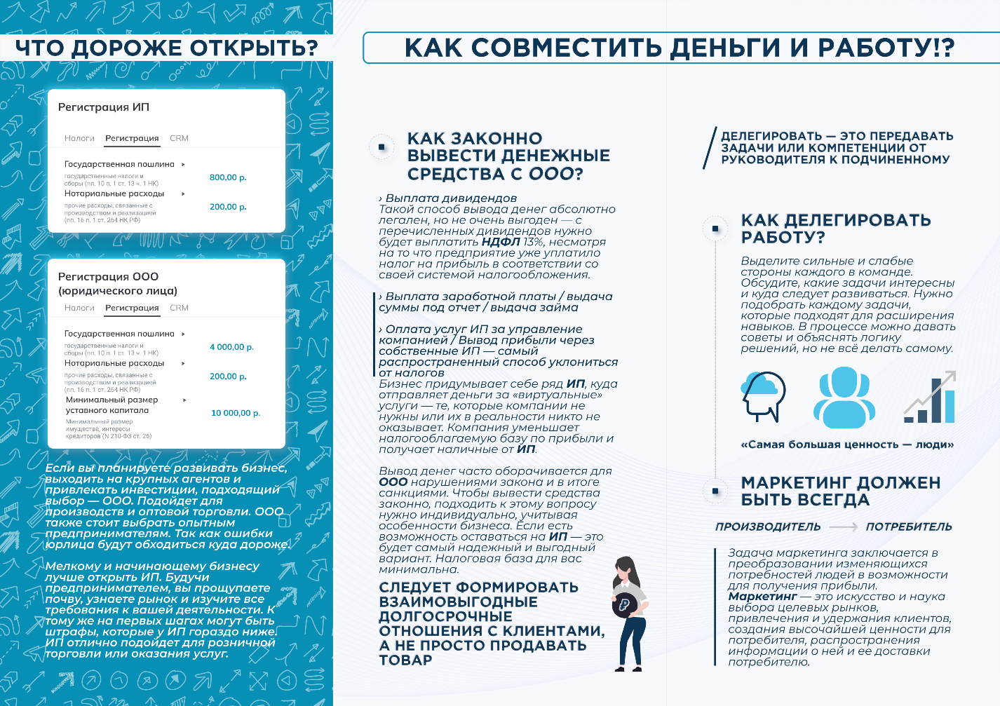 ЧТО ДОРОЖЕ ОТКРЫТЬ?
Регистрация ИП
Налоги Регистрация CRM
Государственная пошлина
государственные налоги и
сборы (пп. 10 п. 1 ст. 13 ч. 1 НК)
800,00 р.
Нотариальные расходы
прочие расходы, связанные с
производством и реализацией
(пп. 16 п. 1 ст. 264 НК РФ)
200,00 р.
Регистрация ООО
(юридического лица)
Налоги Регистрация CRM
Государственная пошлина
государственные налоги и
сборы (пп. 10 п. 1 ст. 13 ч. 1 НК)
4 000,00 р.
Нотариальные расходы
прочие расходы, связанные с
производством и реализацией
(пп. 16 п. 1 ст. 264 НК РФ)
200,00 р.
Минимальный размер
уставного капитала
Минимальный размер
имущества, интересы
кредиторов (N 210-ФЗ ст. 26)
10 000,00 р.
Если вы планируете развивать бизнес,
выходить на крупных агентов и
привлекать инвестиции, подходящий
выбор — ООО. Подойдет для
производств и оптовой торговли. ООО
также стоит выбрать опытным
предпринимателям. Так как ошибки
юрлица будут обходиться куда дороже.
Мелкому и начинающему бизнесу
лучше открыть ИП. Будучи
предпринимателем, вы прощупаете
почву, узнаете рынок и изучите все
требования к вашей деятельности. К
тому же на первых шагах могут быть
штрафы, которые у ИП гораздо ниже.
ИП отлично подойдет для розничной
торговли или оказания услуг.
КАК СОВМЕСТИТЬ ДЕНЬГИ И РАБОТУ!?
КАК ЗАКОННО
ВЫВЕСТИ ДЕНЕЖНЫЕ
СРЕДСТВА С ООО?
› Выплата дивидендов
Такой способ вывода денег абсолютно
легален, но не очень выгоден — с
перечисленных дивидендов нужно
будет выплатить НДФЛ 13%, несмотря
на то что предприятие уже уплатило
налог на прибыль в соответствии со
своей системой налогообложения.
› Выплата заработной платы / выдача
суммы под отчет / выдача займа
› Оплата услуг ИП за управление
компанией / Вывод прибыли через
собственные ИП — самый
распространенный способ уклониться
от налогов
Бизнес придумывает себе ряд ИП, куда
отправляет деньги за «виртуальные»
услуги — те, которые компании не
нужны или их в реальности никто не
оказывает. Компания уменьшает
налогооблагаемую базу по прибыли и
получает наличные от ИП.
Вывод денег часто оборачивается для
ООО нарушениями закона и в итоге
санкциями. Чтобы вывести средства
законно, подходить к этому вопросу
нужно индивидуально, учитывая
особенности бизнеса. Если есть
возможность оставаться на ИП — это
будет самый надежный и выгодный
вариант. Налоговая база для вас
минимальна.
СЛЕДУЕТ ФОРМИРОВАТЬ
ВЗАИМОВЫГОДНЫЕ
ДОЛГОСРОЧНЫЕ
ОТНОШЕНИЯ С КЛИЕНТАМИ,
А НЕ ПРОСТО ПРОДАВАТЬ
ТОВАР
₽
ДЕЛЕГИРОВАТЬ — ЭТО ПЕРЕДАВАТЬ
ЗАДАЧИ ИЛИ КОМПЕТЕНЦИИ ОТ
РУКОВОДИТЕЛЯ К ПОДЧИНЕННОМУ
КАК ДЕЛЕГИРОВАТЬ
РАБОТУ?
Выделите сильные и слабые
стороны каждого в команде.
Обсудите, какие задачи интересны
и куда следует развиваться. Нужно
подобрать каждому задачи,
которые подходят для расширения
навыков. В процессе можно давать
советы и объяснять логику
решений, но не всё делать самому.
«Самая большая ценность — люди»
МАРКЕТИНГ ДОЛЖЕН
БЫТЬ ВСЕГДА
ПРОИЗВОДИТЕЛЬ ПОТРЕБИТЕЛЬ
Задача маркетинга заключается в
преобразовании изменяющихся
потребностей людей в возможности
для получения прибыли.
Маркетинг — это искусство и наука
выбора целевых рынков,
привлечения и удержания клиентов,
создания высочайшей ценности для
потребителя, распространения
информации о ней и ее доставки
потребителю.